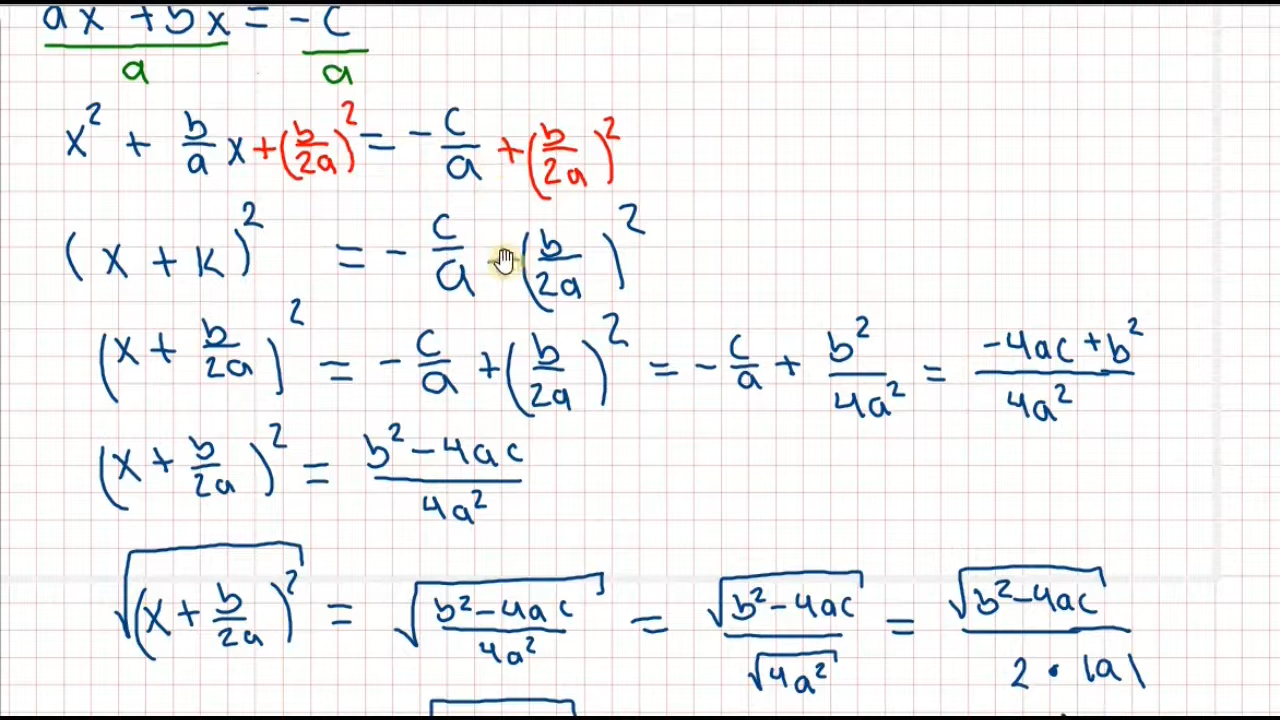 ax + bx = -c
a a
x² + b/a x + (b/2a)² = - c/a + (b/2a)²
(x + k)² = - c/a + (b/2a)²
(x + b/2a)² = - c/a + (b/2a)² = - c/a + b²/4a² = -4ac + b²/4a²
(x + b/2a)² = b² - 4ac/4a²
√(x + b/2a)² = √b² - 4ac/4a² = √b² - 4ac/√4a² = √b² - 4ac/2 • |a|